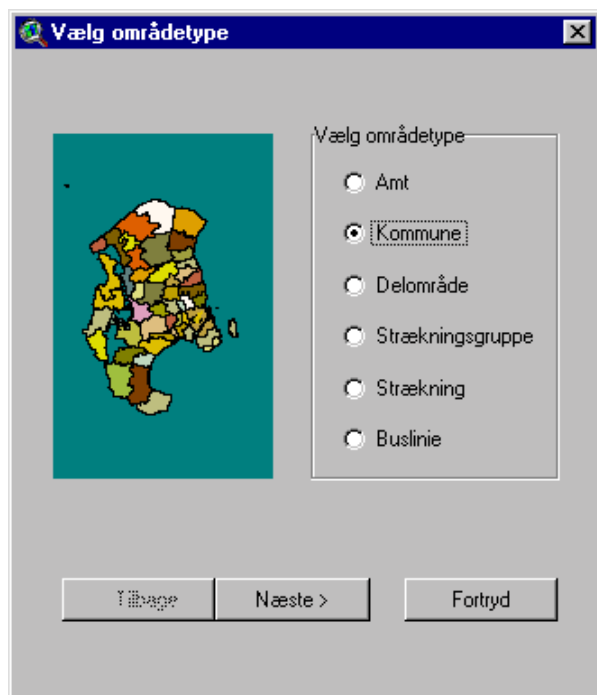 Vælg områdetype
Vælg områdetype
Amt
Kommune
Delområde
Strækningsgruppe
Strækning
Buslinie
Tilbage
Næste >
Fortryd